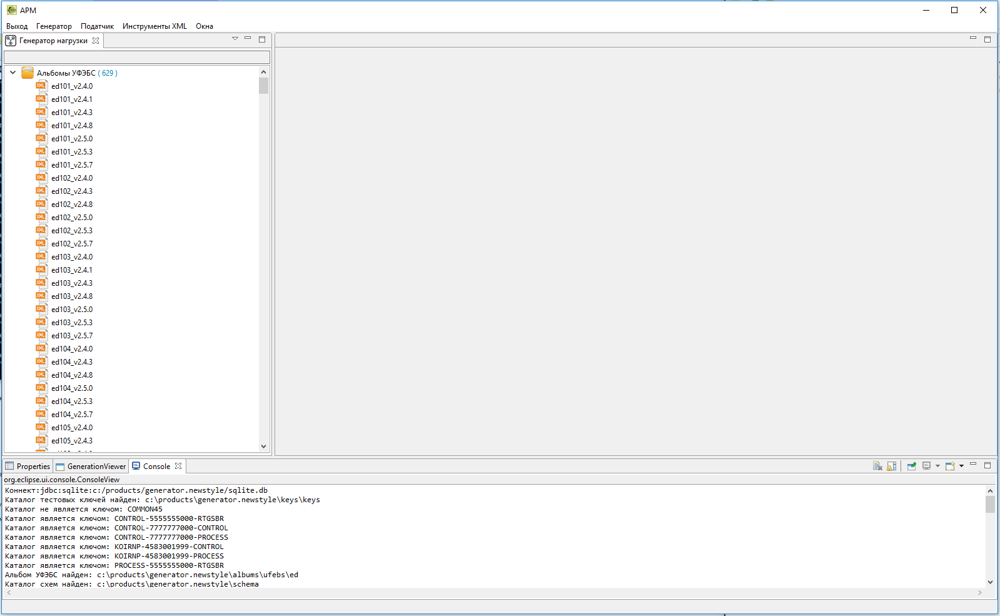 АРМ
Выход Генератор Податчик Инструменты XML Окна
Генератор нагрузки
Альбомы УФЭБС ( 629 )
ed101_v2.4.0
ed101_v2.4.1
ed101_v2.4.3
ed101_v2.4.8
ed101_v2.5.0
ed101_v2.5.3
ed101_v2.5.7
ed102_v2.4.0
ed102_v2.4.3
ed102_v2.4.8
ed102_v2.5.0
ed102_v2.5.3
ed102_v2.5.7
ed103_v2.4.0
ed103_v2.4.1
ed103_v2.4.3
ed103_v2.4.8
ed103_v2.5.0
ed103_v2.5.3
ed103_v2.5.7
ed104_v2.4.0
ed104_v2.4.3
ed104_v2.4.8
ed104_v2.5.0
ed104_v2.5.3
ed104_v2.5.7
ed105_v2.4.0
ed105_v2.4.3
Properties GenerationViewer Console
org.eclipse.ui.console.ConsoleView
Коннект:jdbc:sqlite:c:/products/generator.newstyle/sqlite.db
Каталог тестовых ключей найден: c:\products\generator.newstyle\keys\keys
Каталог не является ключом: COMMON45
Каталог является ключом: CONTROL-5555555000-RTGSBR
Каталог является ключом: CONTROL-7777777000-CONTROL
Каталог является ключом: CONTROL-7777777000-PROCESS
Каталог является ключом: KOIRNP-4583001999-CONTROL
Каталог является ключом: KOIRNP-4583001999-PROCESS
Каталог является ключом: PROCESS-5555555000-RTGSBR
Альбом УФЭБС найден: c:\products\generator.newstyle\albums\ufebs\ed
Каталог схем найден: c:\products\generator.newstyle\schema